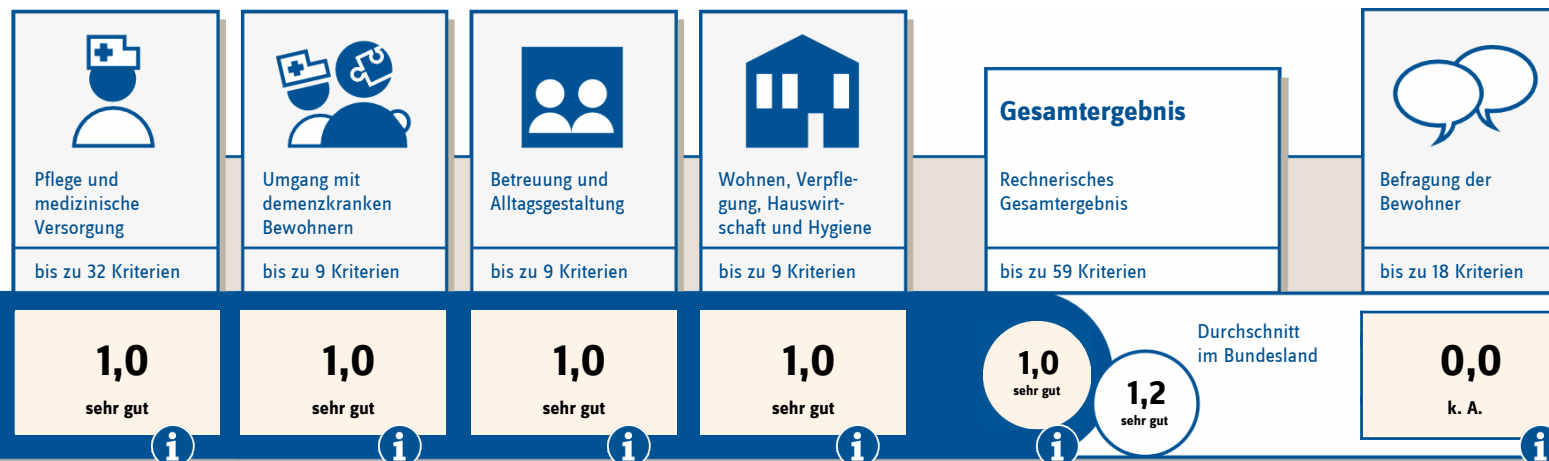 Pflege und
medizinische
Versorgung
bis zu 32 Kriterien
1,0
sehr gut
i
Umgang mit
demenzkranken
Bewohnern
bis zu 9 Kriterien
1,0
sehr gut
i
Betreuung und
Alltagsgestaltung
bis zu 9 Kriterien
1,0
sehr gut
i
Wohnen, Verpfle-
gung, Hauswirt-
schaft und Hygiene
bis zu 9 Kriterien
1,0
sehr gut
i
Gesamtergebnis
Rechnerisches
Gesamtergebnis
bis zu 59 Kriterien
1,0
sehr gut
i
1,2
sehr gut
Durchschnitt
im Bundesland
Befragung der
Bewohner
bis zu 18 Kriterien
0,0
k. A.
i